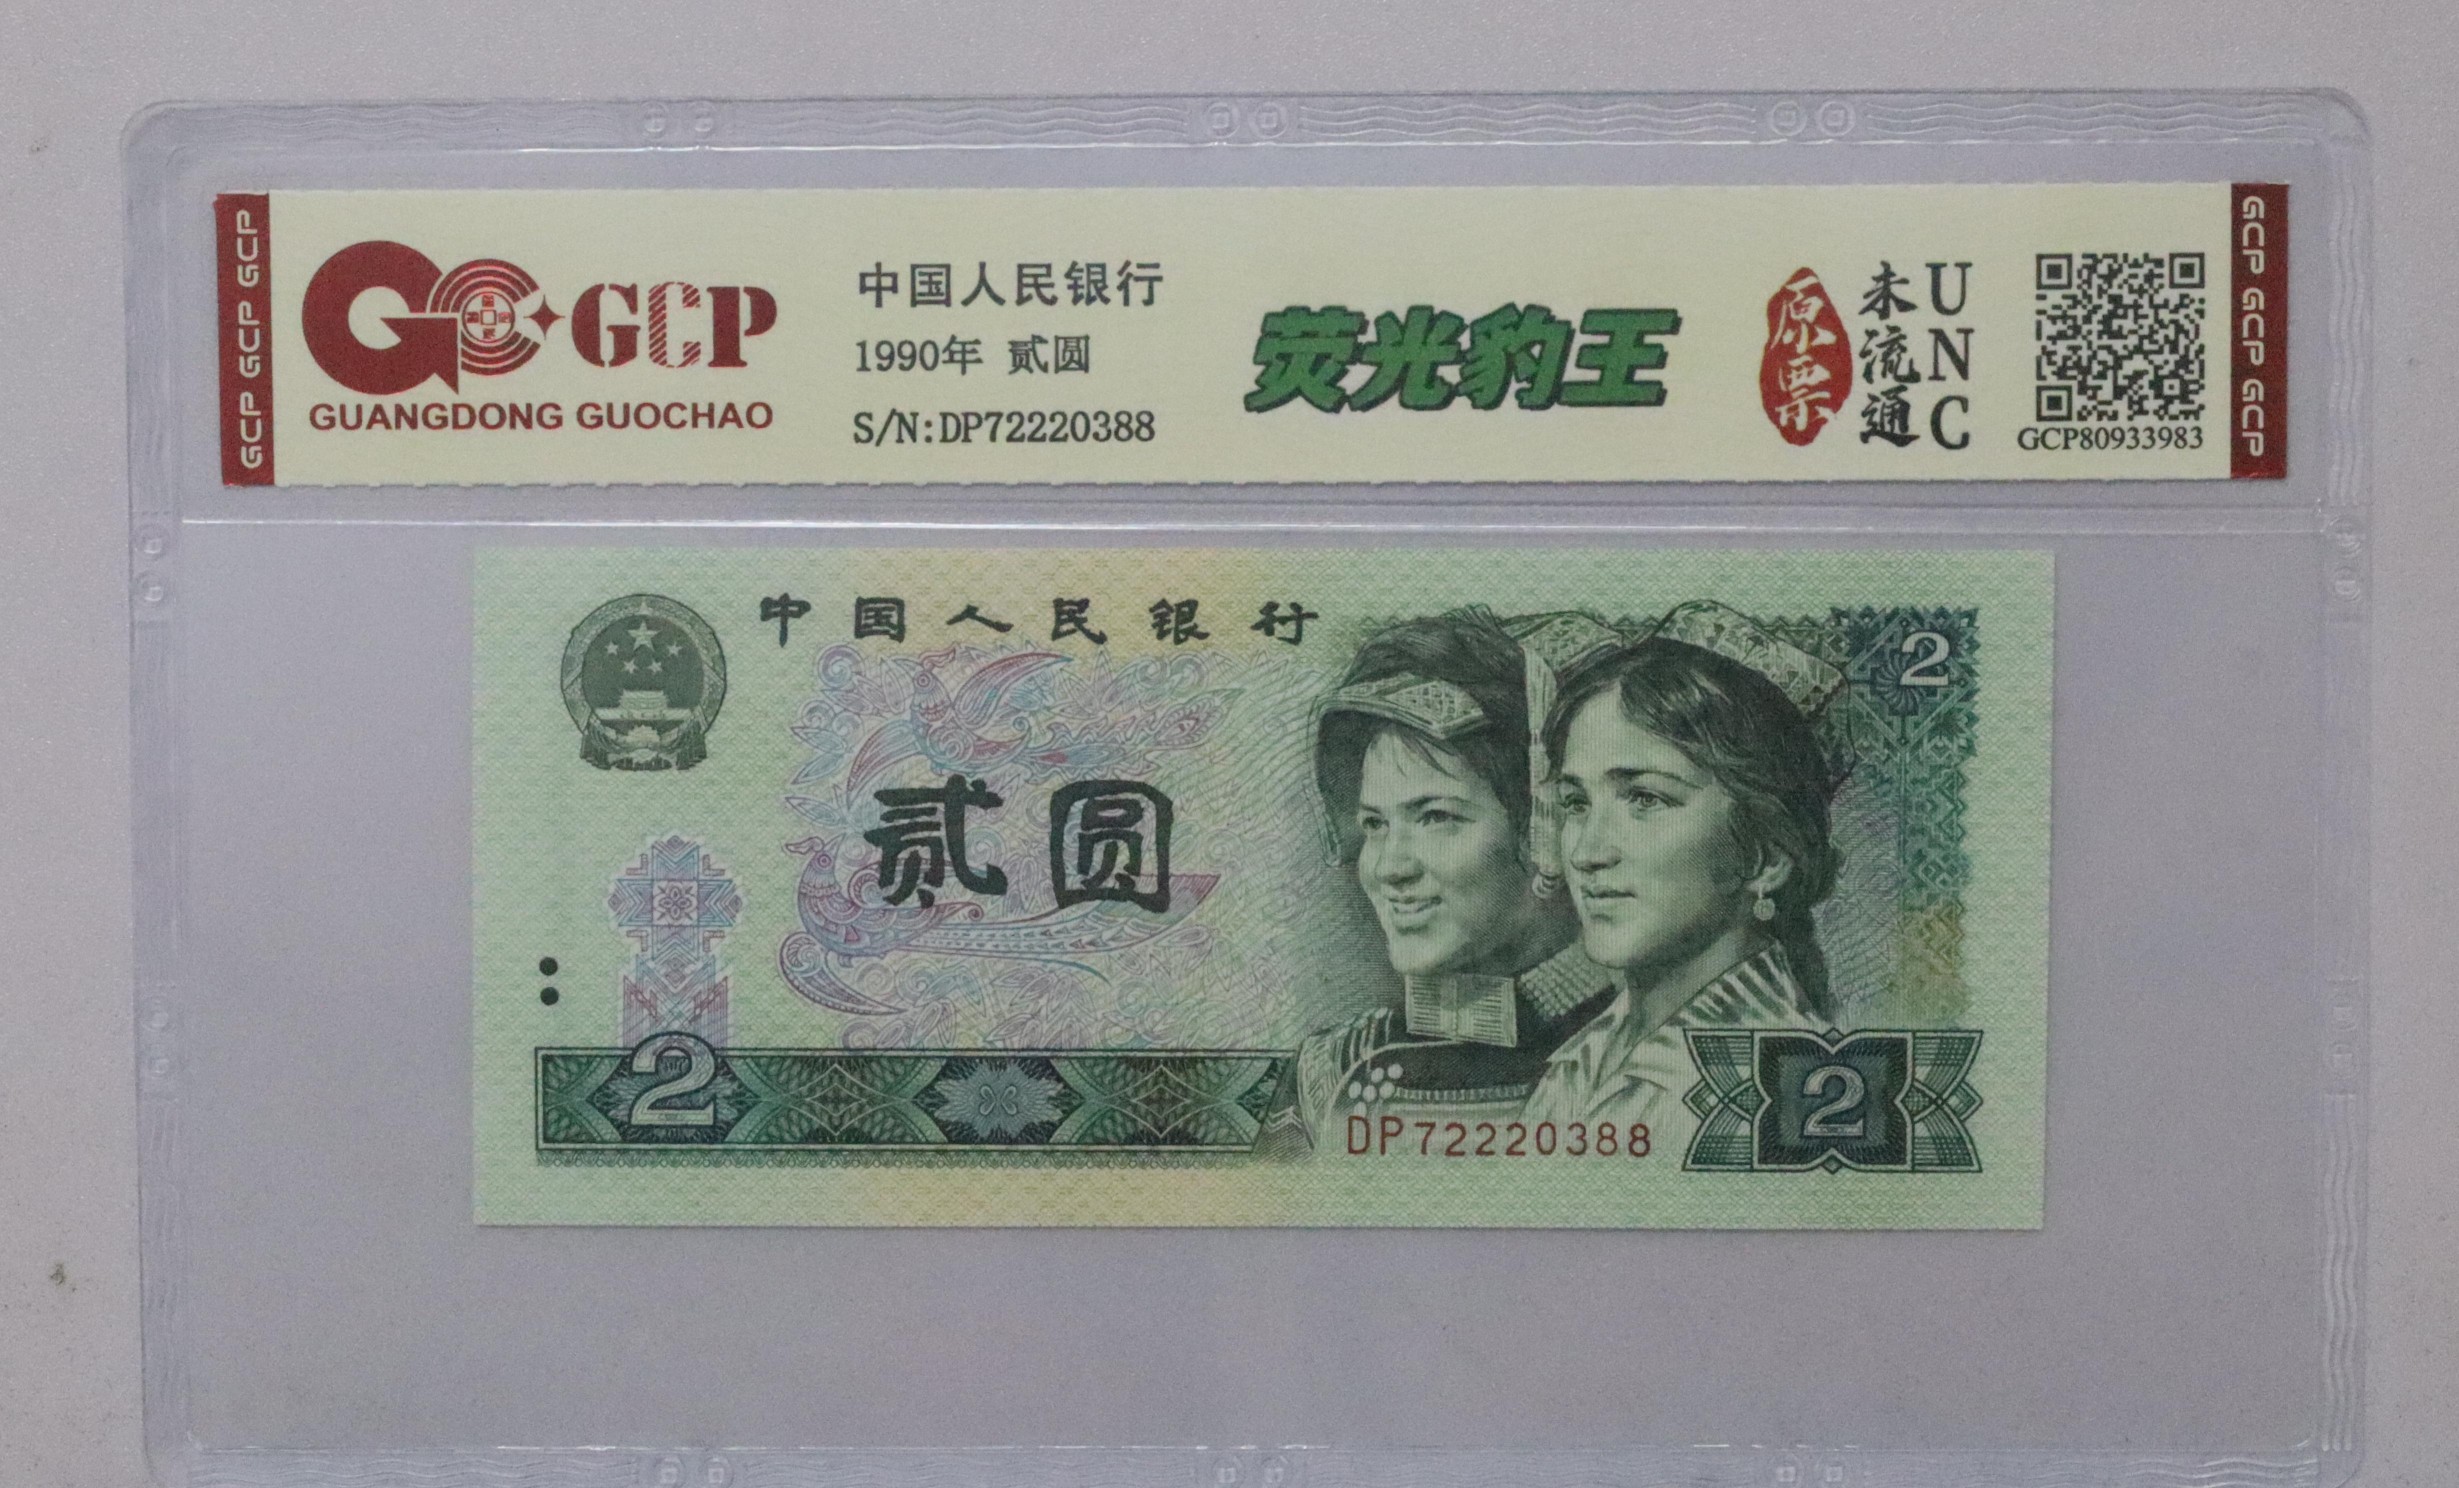 GCP GCP GCP
GCP
GUANGDONG GUOCHAO
中国人民银行
1990年 贰圆
S/N:DP72220388
荧光豹王
原票
未流通
UNC
GCP80933983
GCP GCP GCP
中国人民银行
2
贰圆
2
DP72220388
2